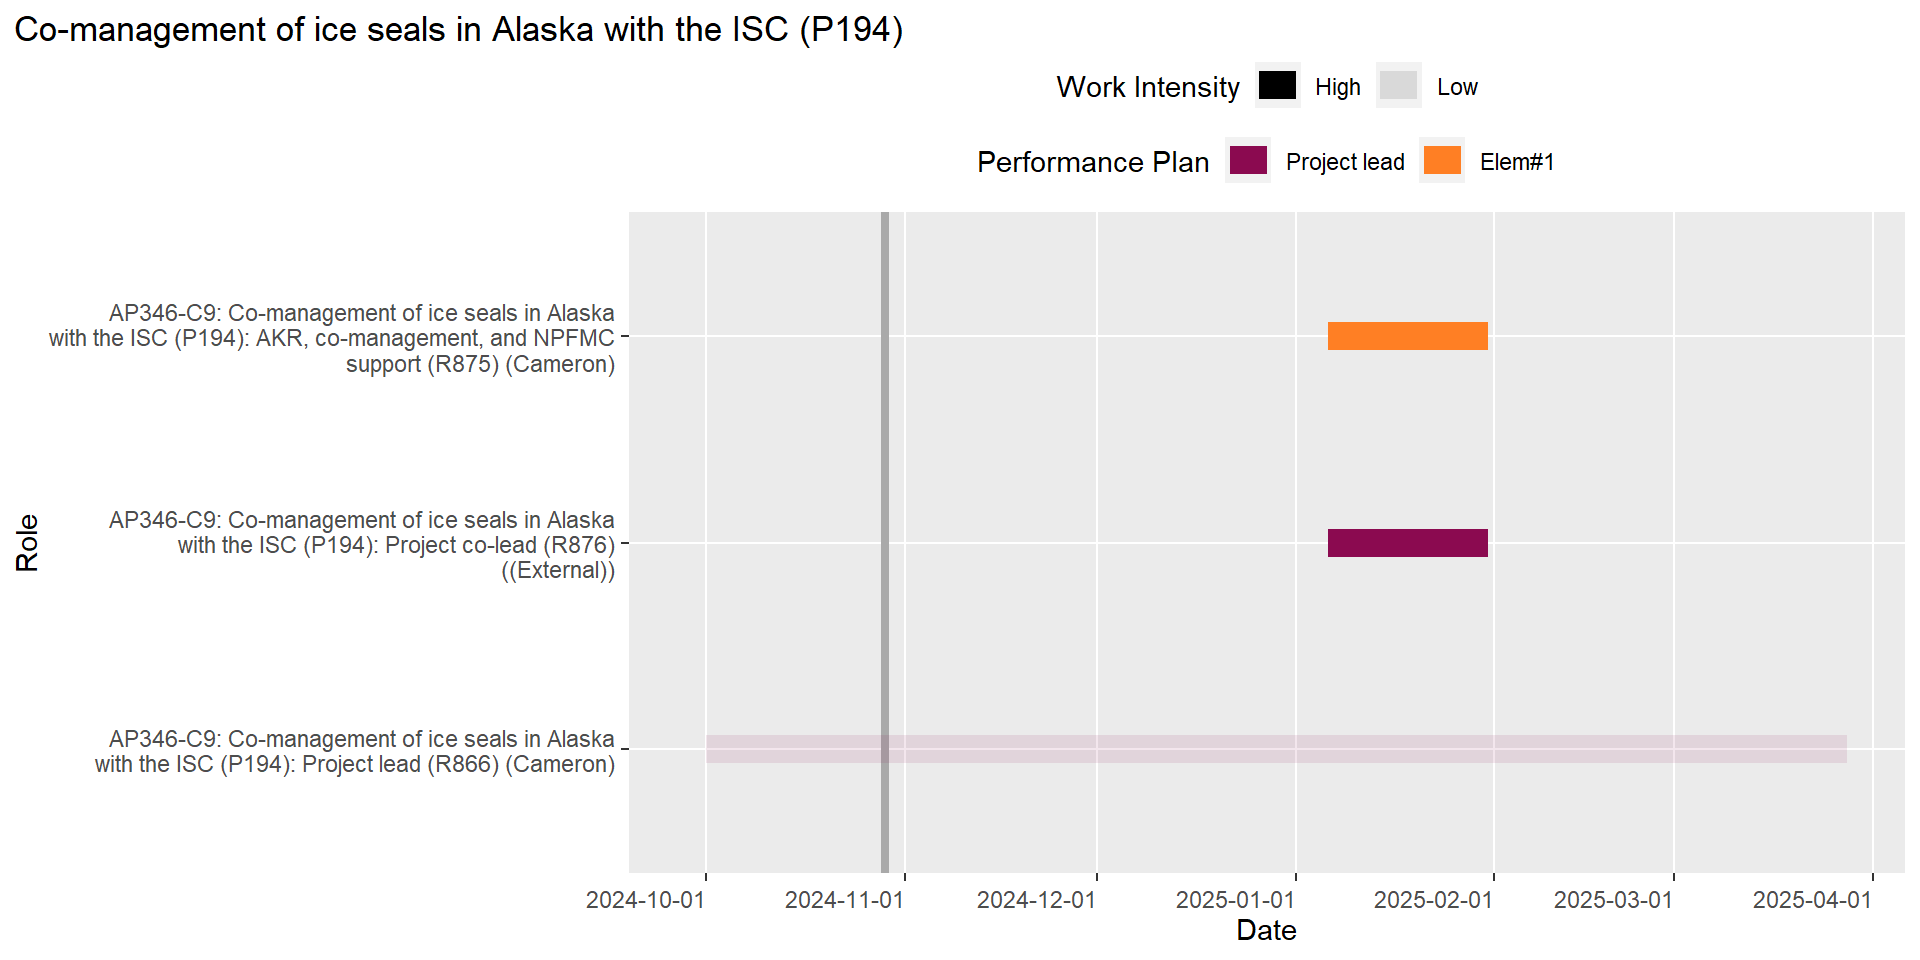 Co-management of ice seals in Alaska with the ISC (P194)
Work Intensity High Low
Performance Plan Project lead Elem#1
AP346-C9: Co-management of ice seals in Alaska
with the ISC (P194): AKR, co-management, and NPFMC
support (R875) (Cameron)
Role
AP346-C9: Co-management of ice seals in Alaska
with the ISC (P194): Project co-lead (R876)
((External))
AP346-C9: Co-management of ice seals in Alaska
with the ISC (P194): Project lead (R866) (Cameron)
2024-10-01 2024-11-01 2024-12-01 2025-01-01 2025-02-01 2025-03-01 2025-04-01
Date